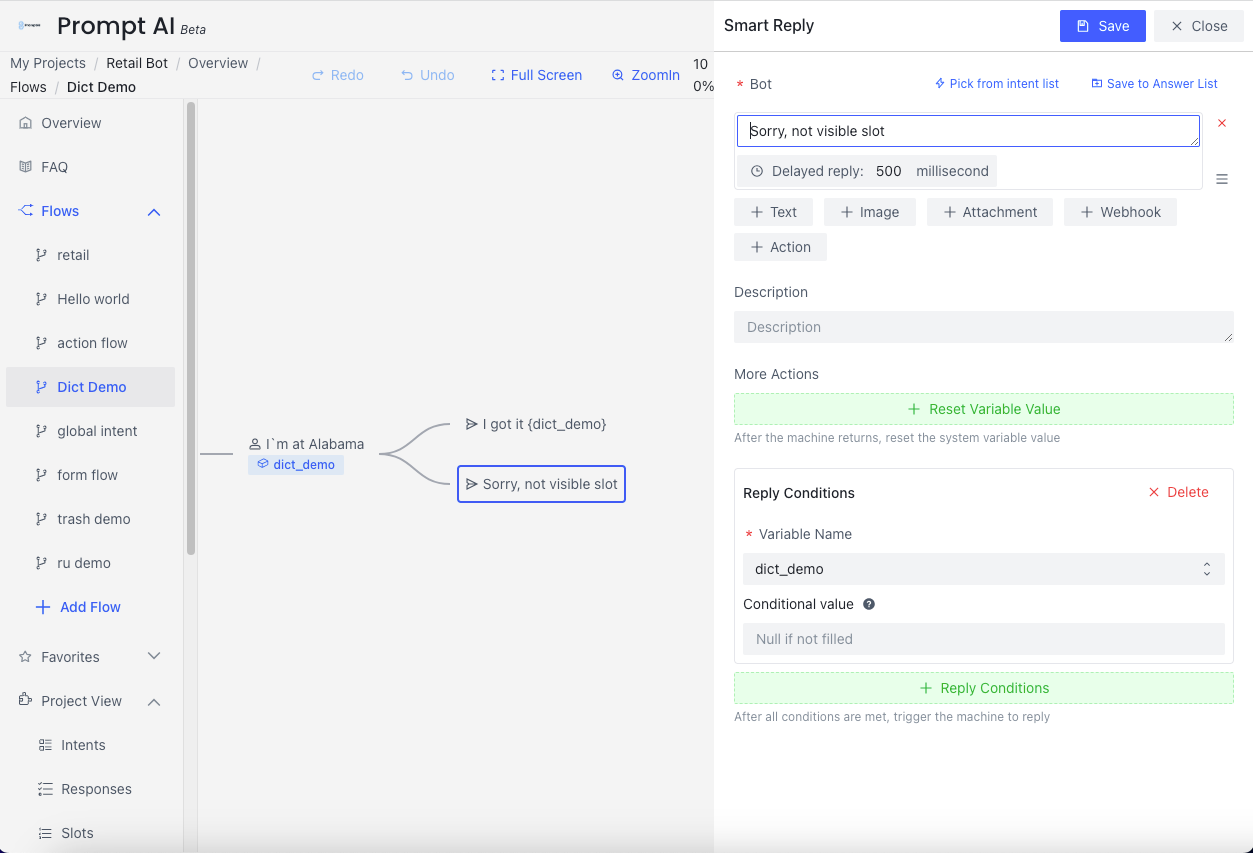 Prompt AI Beta
My Projects / Retail Bot / Overview /
Flows / Dict Demo
Redo
Undo
Full Screen
ZoomIn
10
0%
Overview
FAQ
Flows
retail
Hello world
action flow
Dict Demo
global intent
form flow
trash demo
ru demo
Add Flow
Favorites
Project View
Intents
Responses
Slots
I`m at Alabama
dict_demo
I got it {dict_demo}
Sorry, not visible slot
Smart Reply
Save
Close
* Bot
Pick from intent list
Save to Answer List
Sorry, not visible slot
Delayed reply: 500 millisecond
+ Text
+ Image
+ Attachment
+ Webhook
+ Action
Description
Description
More Actions
+ Reset Variable Value
After the machine returns, reset the system variable value
Reply Conditions
Delete
* Variable Name
dict_demo
Conditional value ?
Null if not filled
+ Reply Conditions
After all conditions are met, trigger the machine to reply